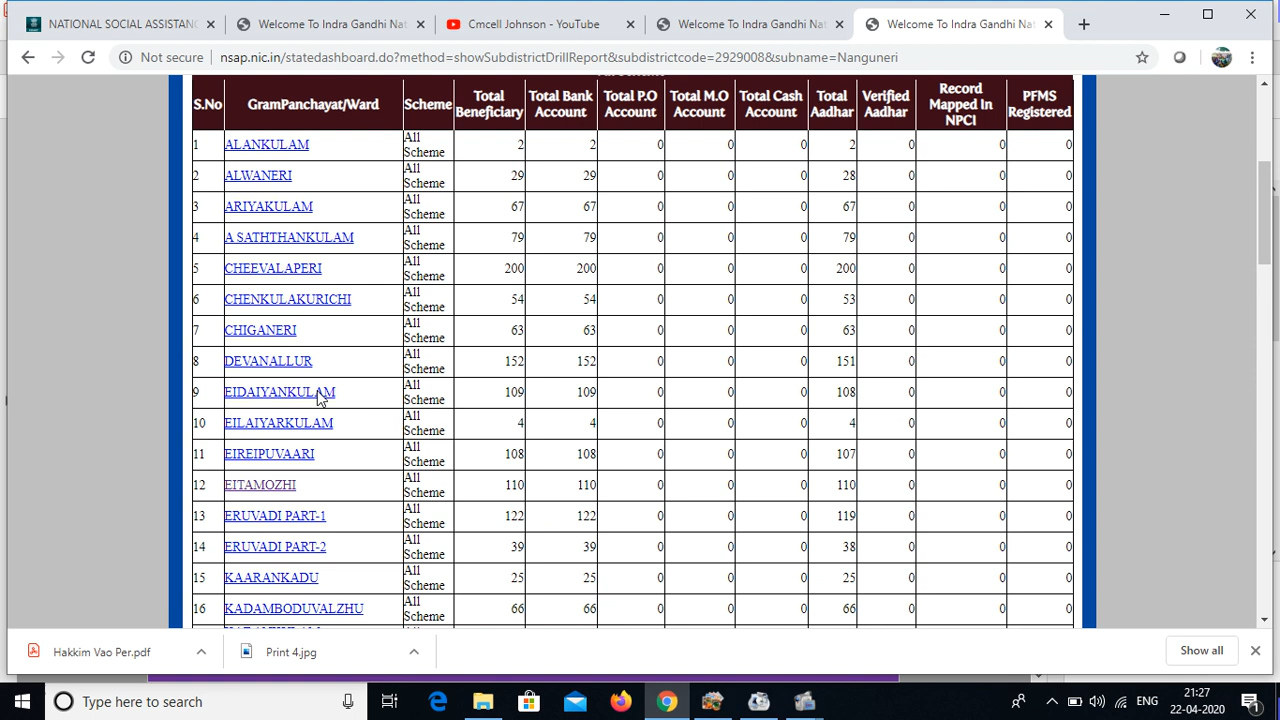 NATIONAL SOCIAL ASSISTANC
Welcome To Indra Gandhi Nat
Cmcell Johnson - YouTube
Welcome To Indra Gandhi Nat
Welcome To Indra Gandhi Nat
Not secure
nsap.nic.in/statedashboard.do?method=showSubdistrictDrillReport&subdistrictcode=2929008&subname=Nanguneri
S.No GramPanchayat/Ward Scheme Total Beneficiary Total Bank Account Total P.O Account Total M.O Account Total Cash Account Total Aadhar Verified Aadhar Record Mapped In NPCI PFMS Registered
1 ALANKULAM All Scheme 2 2 0 0 0 2 0 0 0
2 ALWANERI All Scheme 29 29 0 0 0 28 0 0 0
3 ARIYAKULAM All Scheme 67 67 0 0 0 67 0 0 0
4 A SATHTHANKULAM All Scheme 79 79 0 0 0 79 0 0 0
5 CHEEVALAPERI All Scheme 200 200 0 0 0 200 0 0 0
6 CHENKULAKURICHI All Scheme 54 54 0 0 0 53 0 0 0
7 CHIGANERI All Scheme 63 63 0 0 0 63 0 0 0
8 DEVANALLUR All Scheme 152 152 0 0 0 151 0 0 0
9 EIDAIYANKULAM All Scheme 109 109 0 0 0 108 0 0 0
10 EILAIYARKULAM All Scheme 4 4 0 0 0 4 0 0 0
11 EIREIPUVAARI All Scheme 108 108 0 0 0 107 0 0 0
12 EITAMOZHI All Scheme 110 110 0 0 0 110 0 0 0
13 ERUVADI PART-1 All Scheme 122 122 0 0 0 119 0 0 0
14 ERUVADI PART-2 All Scheme 39 39 0 0 0 38 0 0 0
15 KAARANKADU All Scheme 25 25 0 0 0 25 0 0 0
16 KADAMBODUVALZHU All Scheme 66 66 0 0 0 66 0 0 0
Hakkim Vao Per.pdf
Print 4.jpg
Show all
Type here to search
ENG
21:27
22-04-2020
1